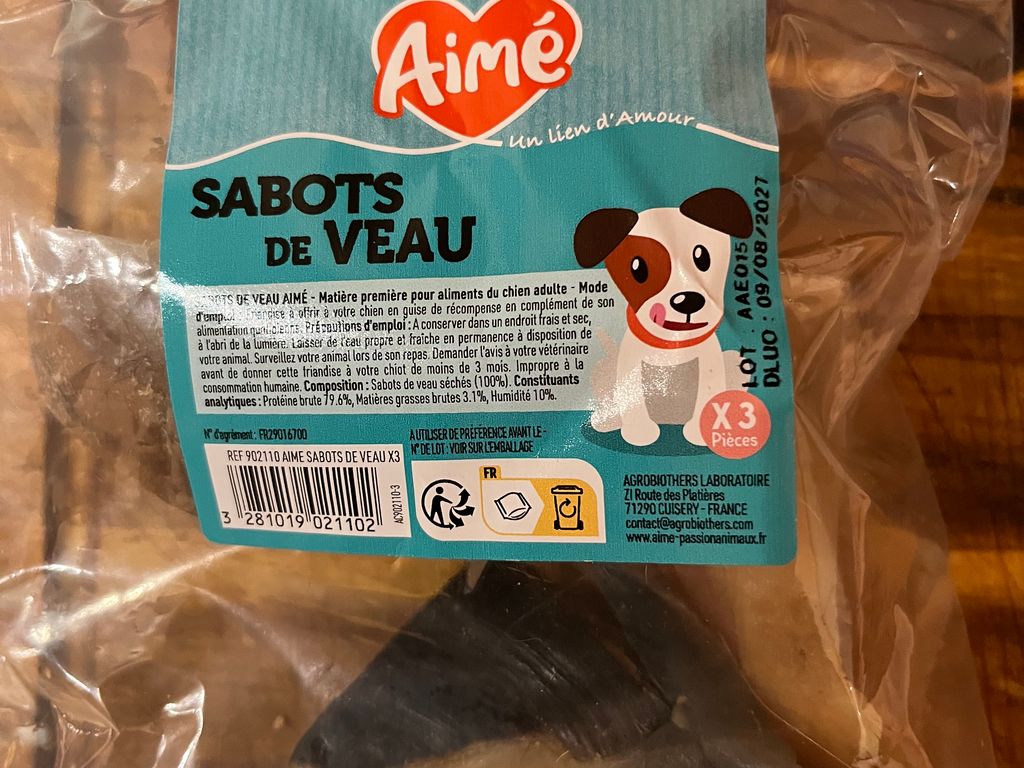 Aimé
un lien d'Amour
SABOTS
DE VEAU
SABOTS DE VEAU AIMÉ - Matière première pour aliments du chien adulte - Mode
d'emploi : Friandise à offrir à votre chien en guise de récompense en complément de son
alimentation quotidienne. Précautions d'emploi : A conserver dans un endroit frais et sec,
à l'abri de la lumière. Laisser de l'eau propre et fraîche en permanence à disposition de
votre animal. Surveillez votre animal lors de son repas. Demander l'avis à votre vétérinaire
avant de donner cette friandise à votre chiot de moins de 3 mois. Impropre à la
consommation humaine. Composition : Sabots de veau séchés (100%). Constituants
analytiques : Protéine brute 79.6%, Matières grasses brutes 3.1%, Humidité 10%.
LOT : AAE015
DLUO : 09/08/2027
X 3
Pièces
N° d'agrément : FR29016700
REF 902110 AIME SABOTS DE VEAU X3
3 281019 021102
AC902110-3
A UTILISER DE PRÉFÉRENCE AVANT LE -
N° DE LOT : VOIR SUR L'EMBALLAGE
FR
AGROBIOTHERS LABORATOIRE
ZI Route des Platières
71290 CUISERY - FRANCE
contact@agrobiothers.com
www.aime-passionanimaux.fr